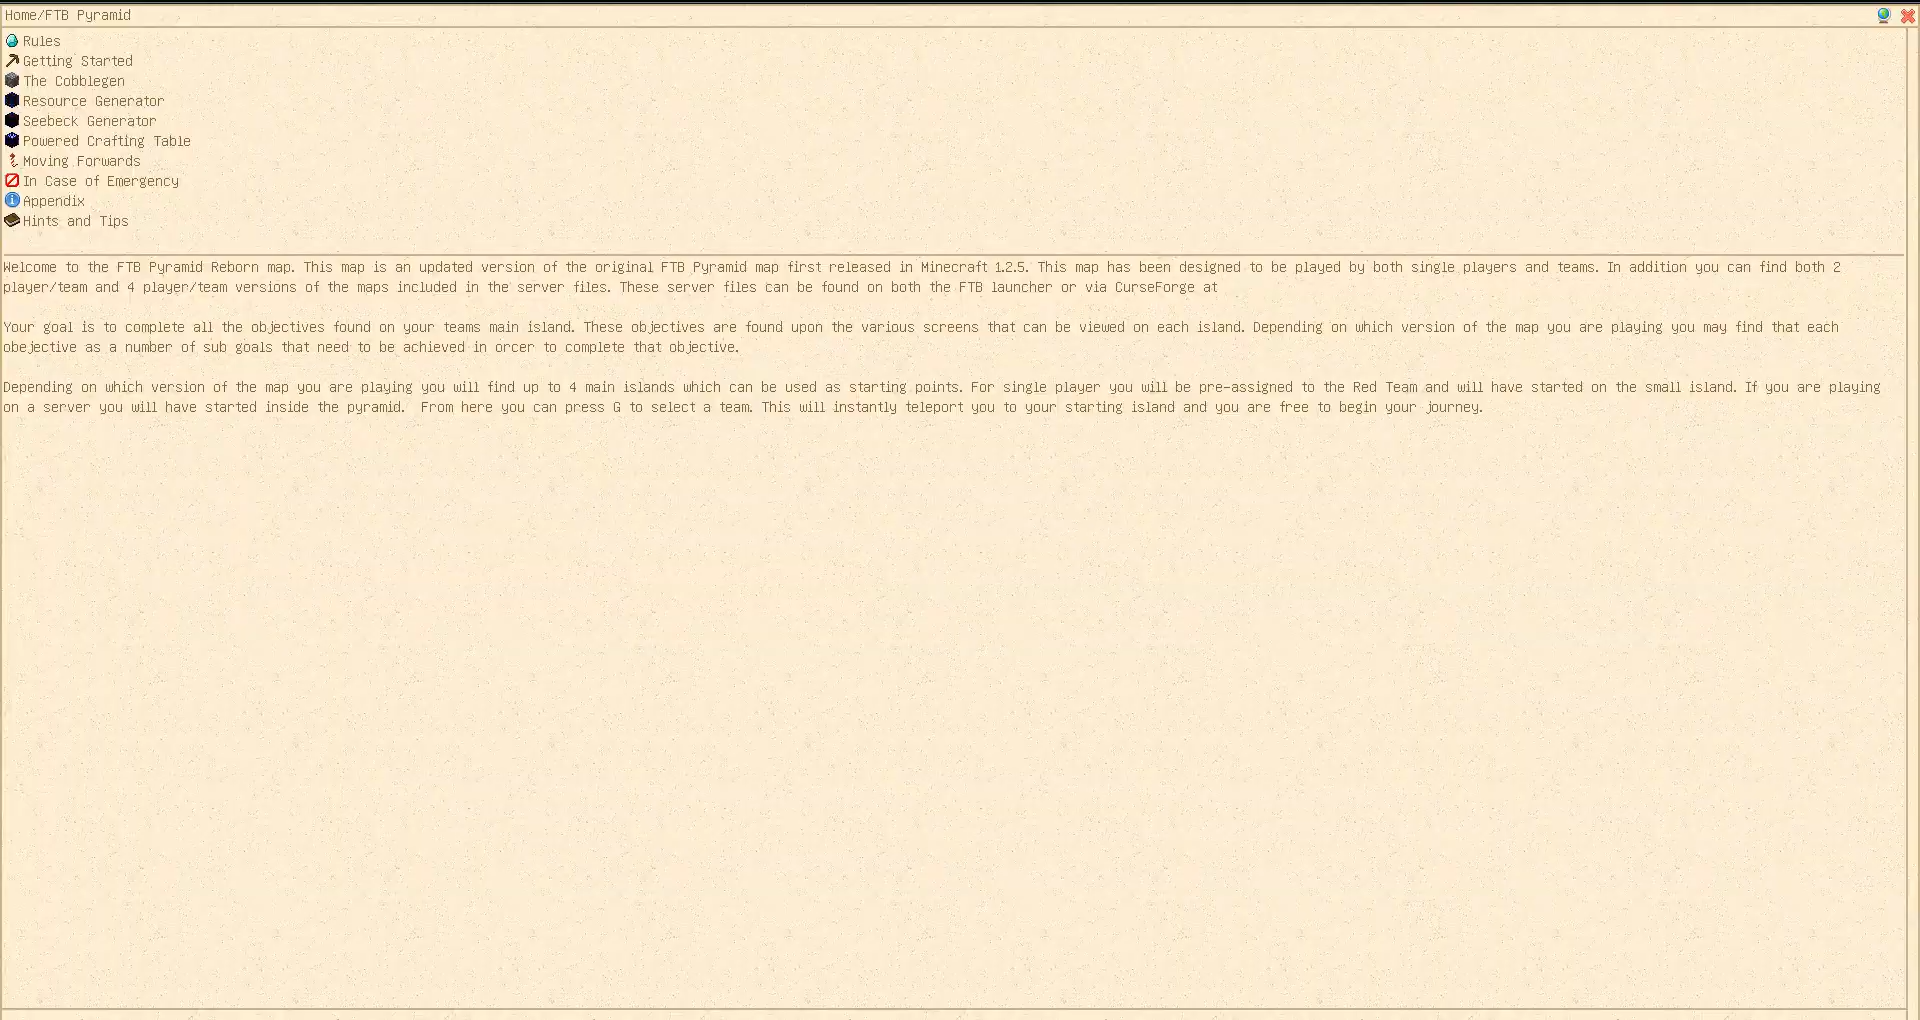 Home/FTB Pyramid
Rules
Getting Started
The Cobblegen
Resource Generator
Seebeck Generator
Powered Crafting Table
Moving Forwards
In Case of Emergency
Appendix
Hints and Tips
Welcome to the FTB Pyramid Reborn map. This map is an updated version of the original FTB Pyramid map first released in Minecraft 1.2.5. This map has been designed to be played by both single players and teams. In addition you can find both 2
player/team and 4 player/team versions of the maps included in the server files. These server files can be found on both the FTB launcher or via CurseForge at
Your goal is to complete all the objectives found on your teams main island. These objectives are found upon the various screens that can be viewed on each island. Depending on which version of the map you are playing you may find that each
obejective as a number of sub goals that need to be achieved in orcer to complete that objective.
Depending on which version of the map you are playing you will find up to 4 main islands which can be used as starting points. For single player you will be pre-assigned to the Red Team and will have started on the small island. If you are playing
on a server you will have started inside the pyramid.  From here you can press G to select a team. This will instantly teleport you to your starting island and you are free to begin your journey.